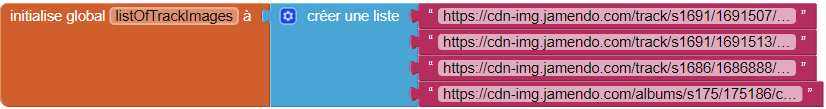 initialise global listOfTrackImages à créer une liste “ https://cdn-img.jamendo.com/track/s1691/1691507/... ”
“ https://cdn-img.jamendo.com/track/s1691/1691513/... ”
“ https://cdn-img.jamendo.com/track/s1686/1686888/... ”
“ https://cdn-img.jamendo.com/albums/s175/175186/c... ”